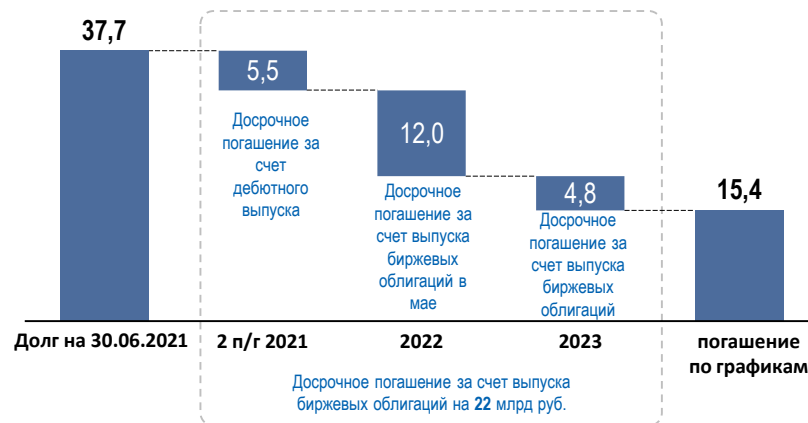 37,7
5,5
Досрочное
погашение за
счет
дебютного
выпуска
12,0
Досрочное
погашение за
счет выпуска
биржевых
облигаций в
мае
4,8
Досрочное
погашение за
счет выпуска
биржевых
облигаций
15,4
Долг на 30.06.2021
2 п/г 2021
2022
2023
погашение
по графикам
Досрочное погашение за счет выпуска
биржевых облигаций на 22 млрд руб.